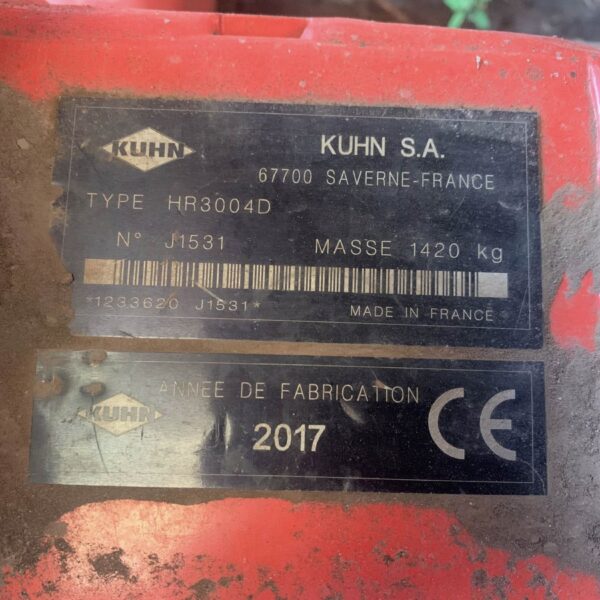 KUHN
KUHN S.A.
67700 SAVERNE-FRANCE
TYPE HR3004D
N° J1531 MASSE 1420 kg
*1233620 J1531* MADE IN FRANCE
KUHN
ANNEE DE FABRICATION
2017
CE